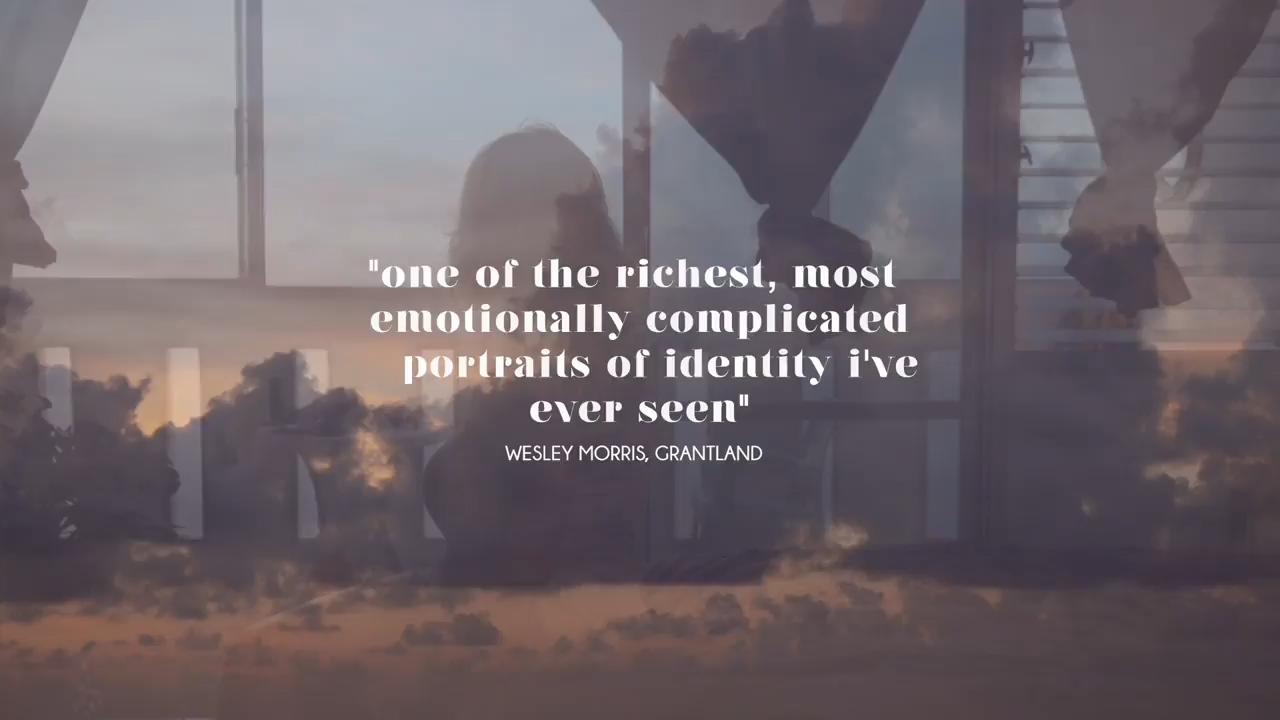 "one of the richest, most
emotionally complicated
portraits of identity i've
ever seen"
WESLEY MORRIS, GRANTLAND